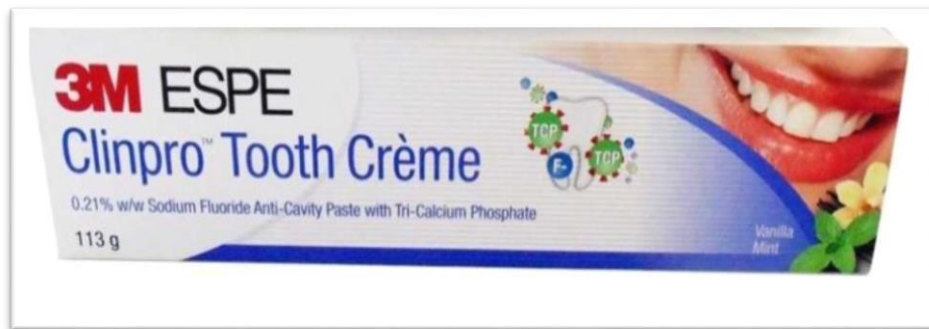 3M ESPE
Clinpro™ Tooth Crème
0.21% w/w Sodium Fluoride Anti-Cavity Paste with Tri-Calcium Phosphate
113 g
TCP
TCP
F-
Vanilla
Mint